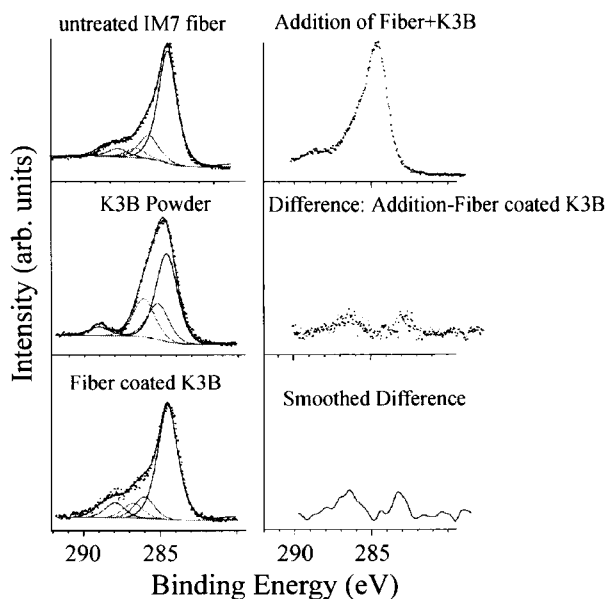 untreated IM7 fiber
Addition of Fiber+K3B
K3B Powder
Difference: Addition-Fiber coated K3B
Fiber coated K3B
Smoothed Difference
Intensity (arb. units)
290 285 290 285
Binding Energy (eV)